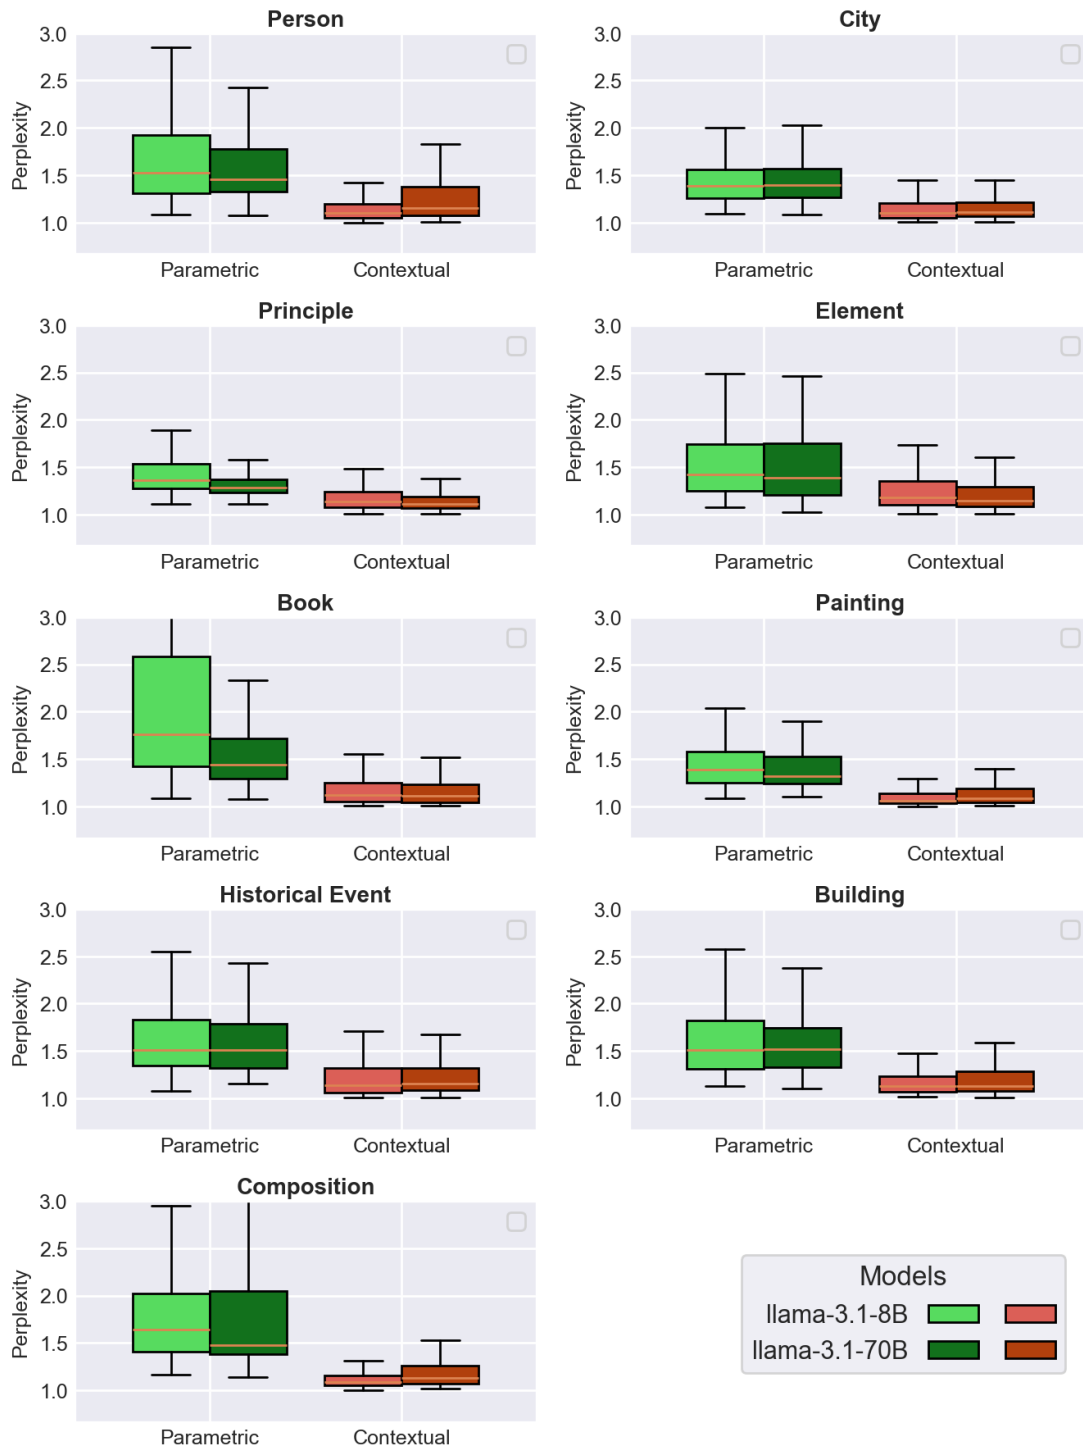 Person
3.0
2.5
2.0
1.5
1.0
Perplexity
Parametric Contextual
City
3.0
2.5
2.0
1.5
1.0
Perplexity
Parametric Contextual
Principle
3.0
2.5
2.0
1.5
1.0
Perplexity
Parametric Contextual
Element
3.0
2.5
2.0
1.5
1.0
Perplexity
Parametric Contextual
Book
3.0
2.5
2.0
1.5
1.0
Perplexity
Parametric Contextual
Painting
3.0
2.5
2.0
1.5
1.0
Perplexity
Parametric Contextual
Historical Event
3.0
2.5
2.0
1.5
1.0
Perplexity
Parametric Contextual
Building
3.0
2.5
2.0
1.5
1.0
Perplexity
Parametric Contextual
Composition
3.0
2.5
2.0
1.5
1.0
Perplexity
Parametric Contextual
Models
llama-3.1-8B
llama-3.1-70B